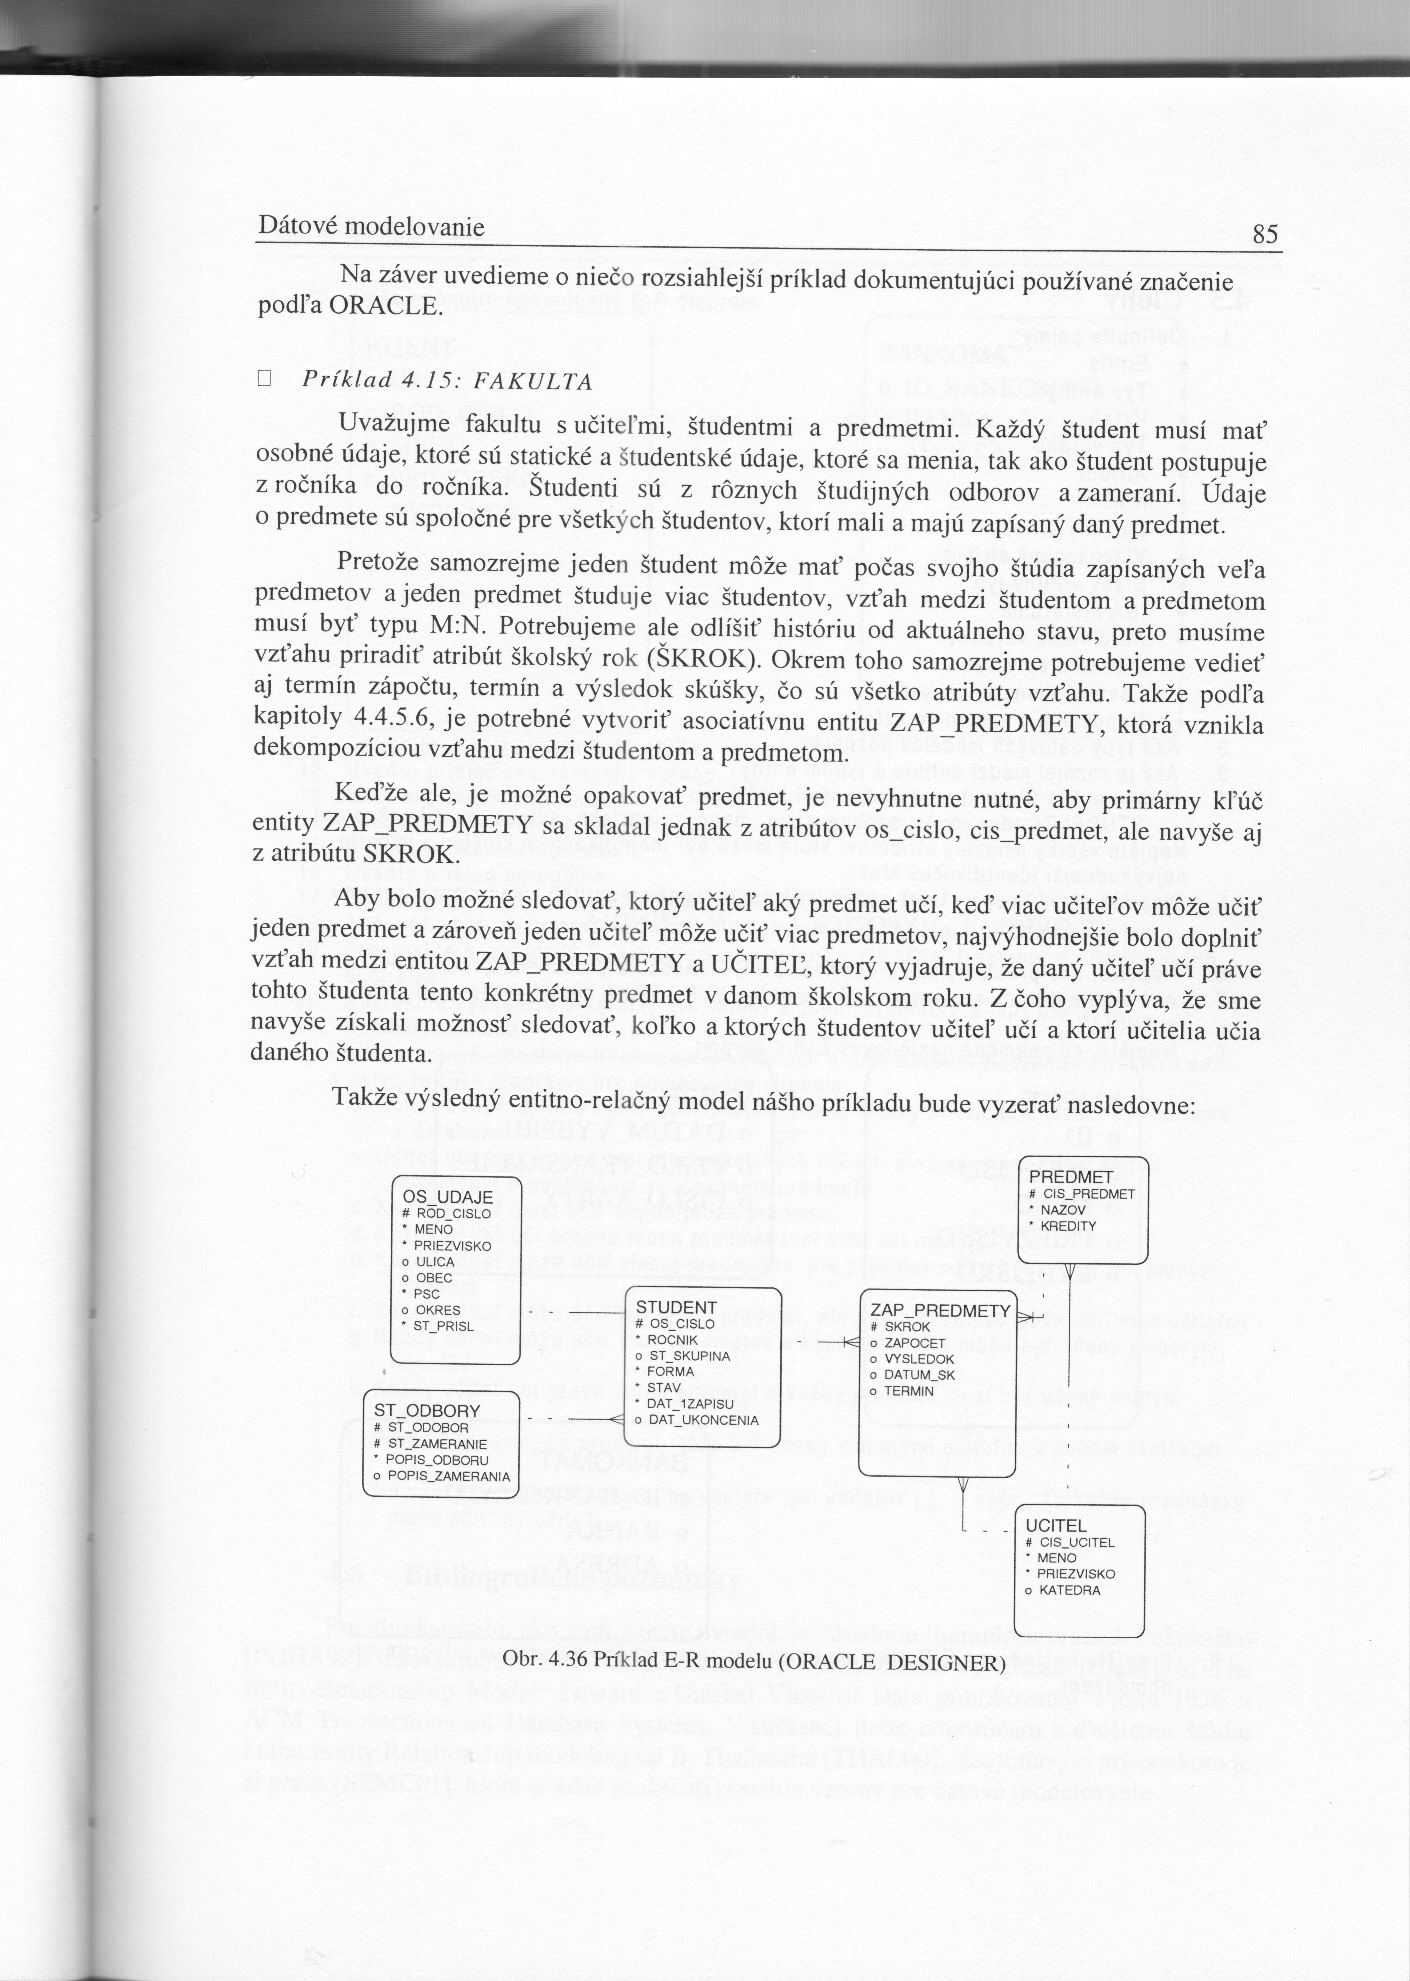 Dátové modelovanie 85
Na záver uvedieme o niečo rozsiahlejší príklad dokumentujúci používané značenie
podľa ORACLE.
□ Príklad 4.15: FAKULTA
Uvažujme fakultu s učiteľmi, študentmi a predmetmi. Každý študent musí mať
osobné údaje, ktoré sú statické a študentské údaje, ktoré sa menia, tak ako študent postupuje
z ročníka do ročníka. Študenti sú z rôznych študijných odborov a zameraní. Údaje
o predmete sú spoločné pre všetkých študentov, ktorí mali a majú zapísaný daný predmet.
Pretože samozrejme jeden študent môže mať počas svojho štúdia zapísaných veľa
predmetov a jeden predmet študuje viac študentov, vzťah medzi študentom a predmetom
musí byť typu M:N. Potrebujeme ale odlíšiť históriu od aktuálneho stavu, preto musíme
vzťahu priradiť atribút školský rok (ŠKROK). Okrem toho samozrejme potrebujeme vedieť
aj termín zápočtu, termín a výsledok skúšky, čo sú všetko atribúty vzťahu. Takže podľa
kapitoly 4.4.5.6, je potrebné vytvoriť asociatívnu entitu ZAP_PREDMETY, ktorá vznikla
dekompozíciou vzťahu medzi študentom a predmetom.
Keďže ale, je možné opakovať predmet, je nevyhnutne nutné, aby primárny kľúč
entity ZAP_PREDMETY sa skladal jednak z atribútov os_cislo, cis_predmet, ale navyše aj
z atribútu SKROK.
Aby bolo možné sledovať, ktorý učiteľ aký predmet učí, keď viac učiteľov môže učiť
jeden predmet a zároveň jeden učiteľ môže učiť viac predmetov, najvýhodnejšie bolo doplniť
vzťah medzi entitou ZAP_PREDMETY a UČITEĽ, ktorý vyjadruje, že daný učiteľ učí práve
tohto študenta tento konkrétny predmet v danom školskom roku. Z čoho vyplýva, že sme
navyše získali možnosť sledovať, koľko a ktorých študentov učiteľ učí a ktorí učitelia učia
daného študenta.
Takže výsledný entitno-relačný model nášho príkladu bude vyzerať nasledovne:
OS_UDAJE
# ROD_CISLO
* MENO
* PRIEZVISKO
o ULICA
o OBEC
* PSC
o OKRES
* ST_PRISL
ST_ODBORY
# ST_ODOBOR
# ST_ZAMERANIE
* POPIS_ODBORU
o POPIS_ZAMERANIA
STUDENT
# OS_CISLO
* ROCNIK
o ST_SKUPINA
* FORMA
* STAV
* DAT_1ZAPISU
o DAT_UKONCENIA
ZAP_PREDMETY
# SKROK
o ZAPOCET
o VYSLEDOK
o DATUM_SK
o TERMIN
PREDMET
# CIS_PREDMET
* NAZOV
* KREDITY
UCITEL
# CIS_UCITEL
* MENO
* PRIEZVISKO
o KATEDRA
Obr. 4.36 Príklad E-R modelu (ORACLE DESIGNER)